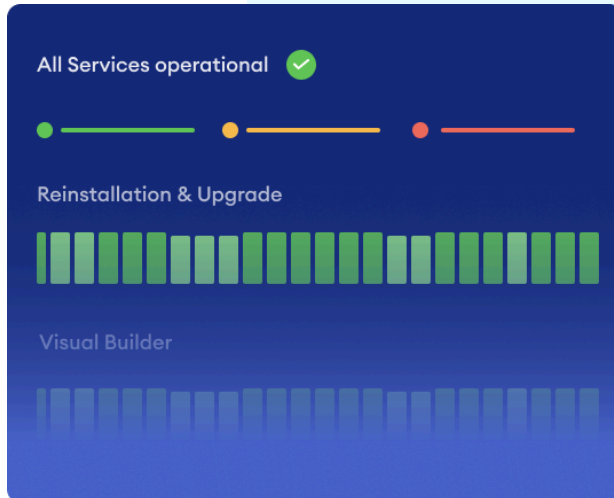 All Services operational
Reinstallation & Upgrade
Visual Builder